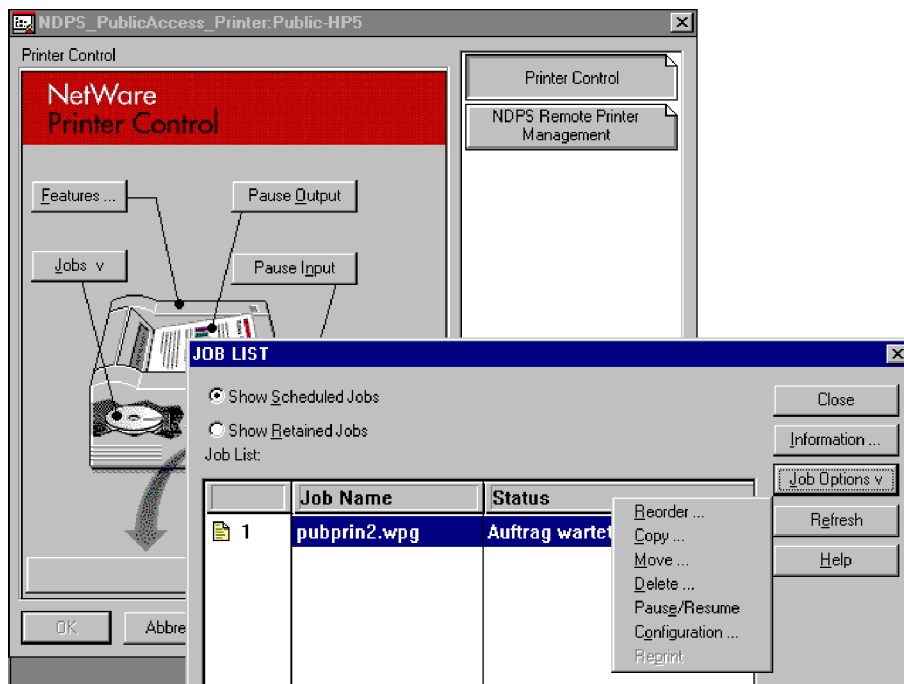 NDPS_PublicAccess_Printer:Public-HP5
Printer Control
NetWare
Printer Control
Features ...
Pause Output
Jobs v
Pause Input
Printer Control
NDPS Remote Printer
Management
OK
Abbre
JOB LIST
Show Scheduled Jobs
Show Retained Jobs
Job List:
Job Name Status
1 pubprin2.wpg Auftrag wartet
Close
Information ...
Job Options v
Refresh
Help
Reorder ...
Copy ...
Move ...
Delete ...
Pause/Resume
Configuration ...
Reprint